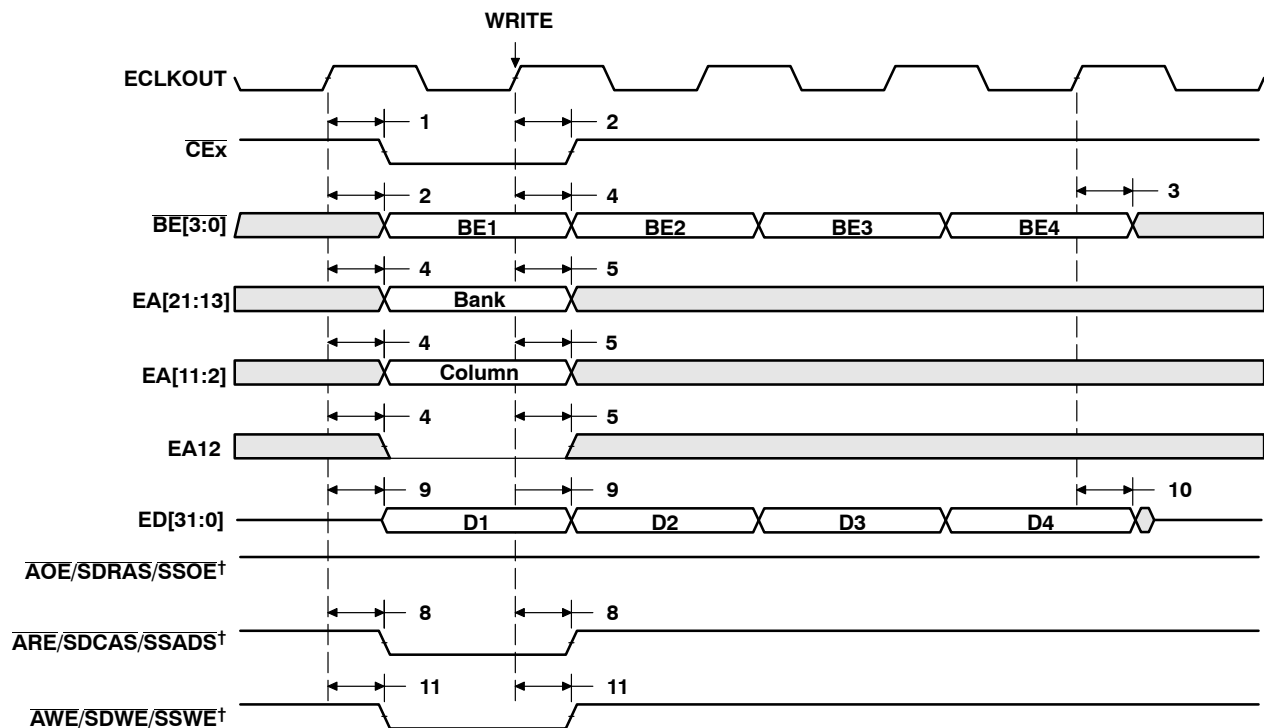 WRITE
ECLKOUT
1 2
CEx
2 4 3
BE[3:0] BE1 BE2 BE3 BE4
4 5
EA[21:13] Bank
4 5
EA[11:2] Column
4 5
EA12
9 9 10
ED[31:0] D1 D2 D3 D4
AOE/SDRAS/SSOE†
8 8
ARE/SDCAS/SSADS†
11 11
AWE/SDWE/SSWE†